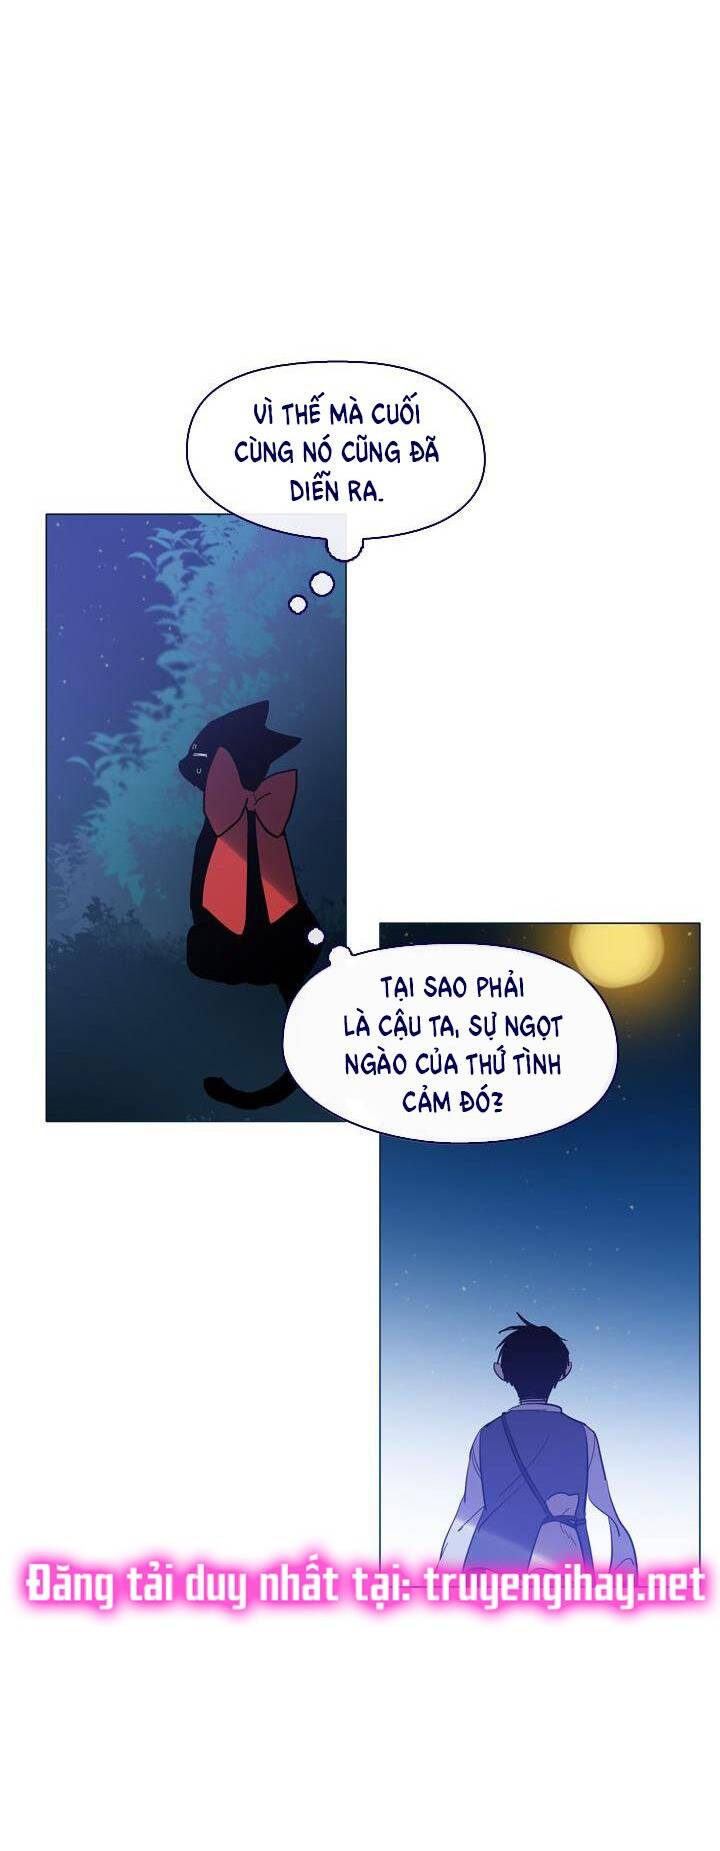 VÌ THẾ MÀ CUỐI
CÙNG NÓ CŨNG ĐÃ
DIỄN RA.
TẠI SAO PHẢI
LÀ CẬU TA, SỰ NGỌT
NGÀO CỦA THỨ TÌNH
CẢM ĐÓ?
Đăng tải duy nhất tại: truyengihay.net